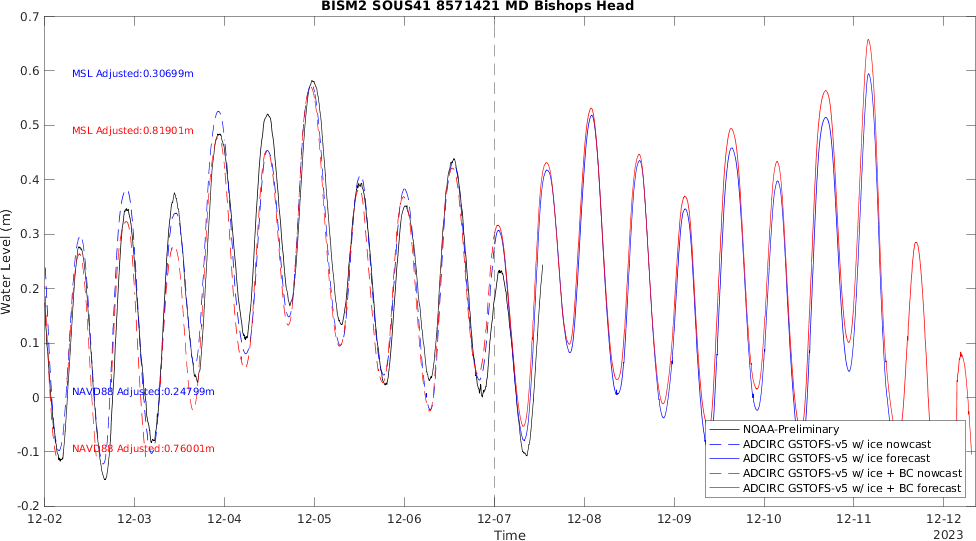 BISM2 SOUS41 8571421 MD Bishops Head
0.7
0.6
0.5
0.4
0.3
0.2
0.1
0
-0.1
-0.2
Water Level (m)
MSL Adjusted:0.30699m
MSL Adjusted:0.81901m
NAVD88 Adjusted:0.24799m
NAVD88 Adjusted:0.76001m
NOAA-Preliminary
ADCIRC GSTOFS-v5 w/ ice nowcast
ADCIRC GSTOFS-v5 w/ ice forecast
ADCIRC GSTOFS-v5 w/ ice + BC nowcast
ADCIRC GSTOFS-v5 w/ ice + BC forecast
12-02 12-03 12-04 12-05 12-06 12-07 12-08 12-09 12-10 12-11 12-12
2023
Time